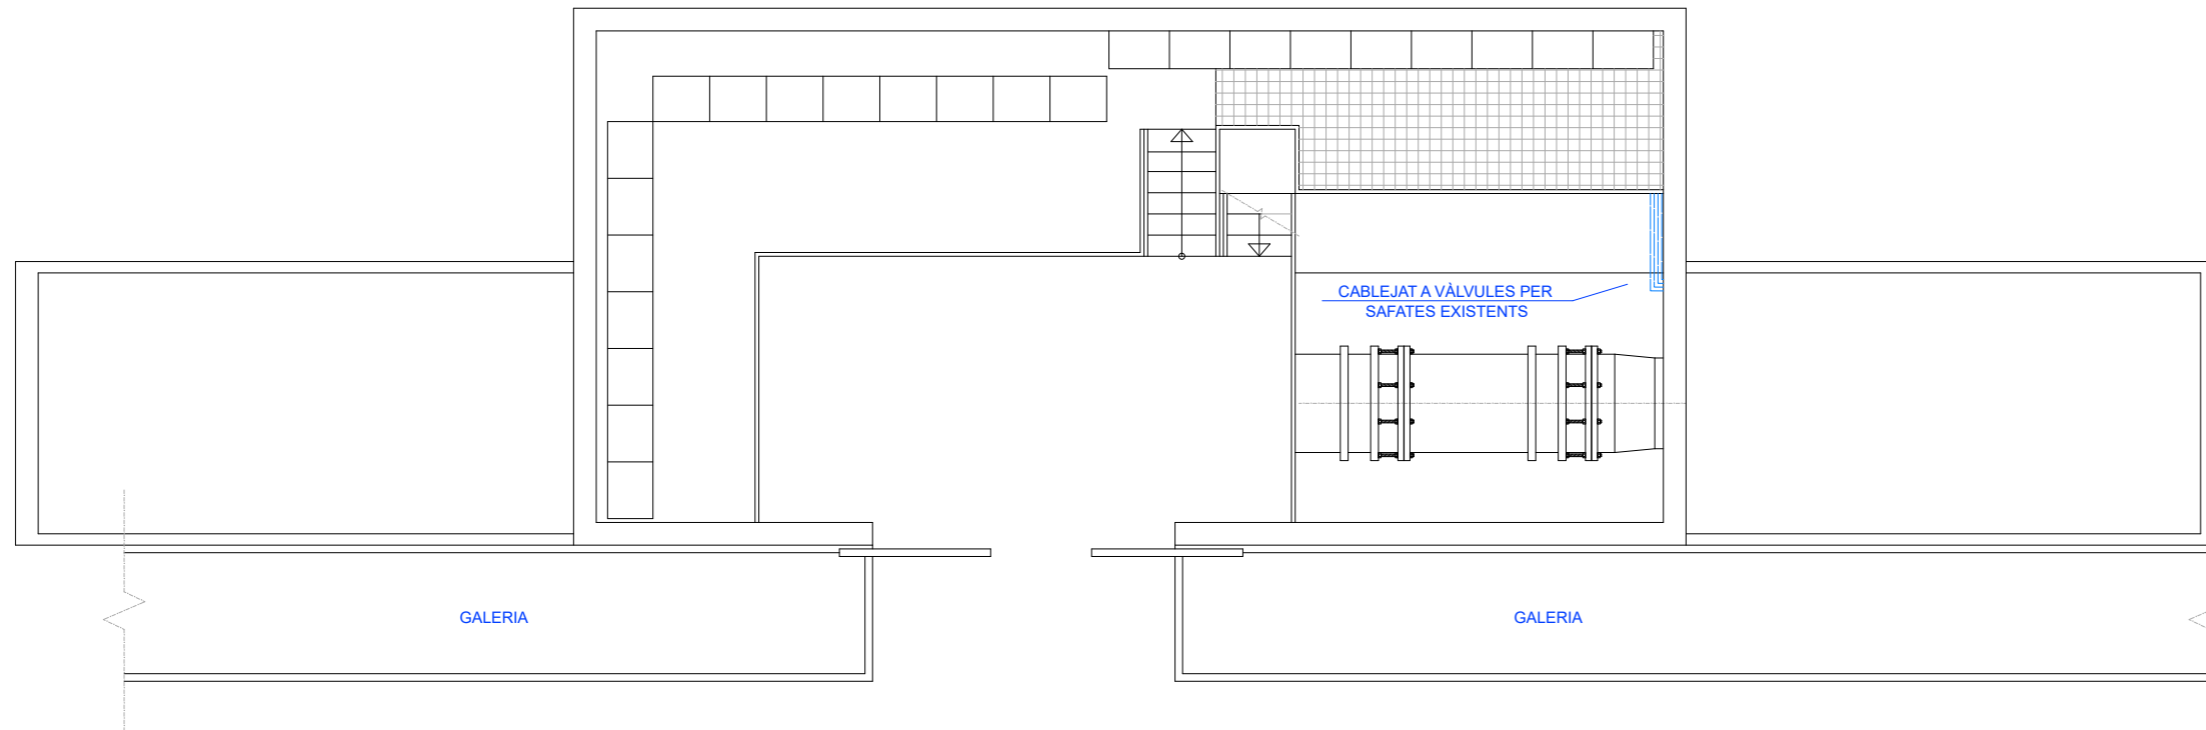 CABLEJAT A VÀLVULES PER
SAFATES EXISTENTS
GALERIA
GALERIA